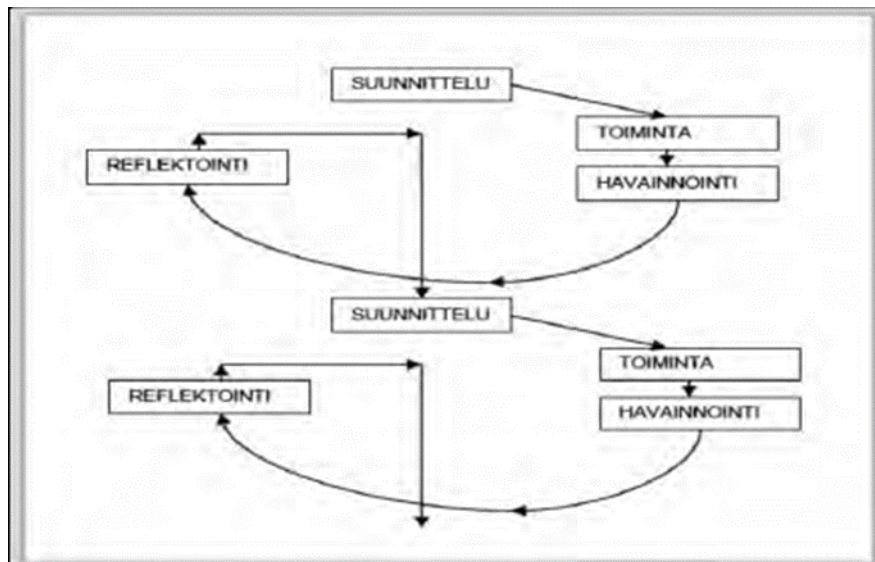 SUUNNITTELU
TOIMINTA
REFLEKTOINTI
HAVAINNOINTI
SUUNNITTELU
TOIMINTA
REFLEKTOINTI
HAVAINNOINTI